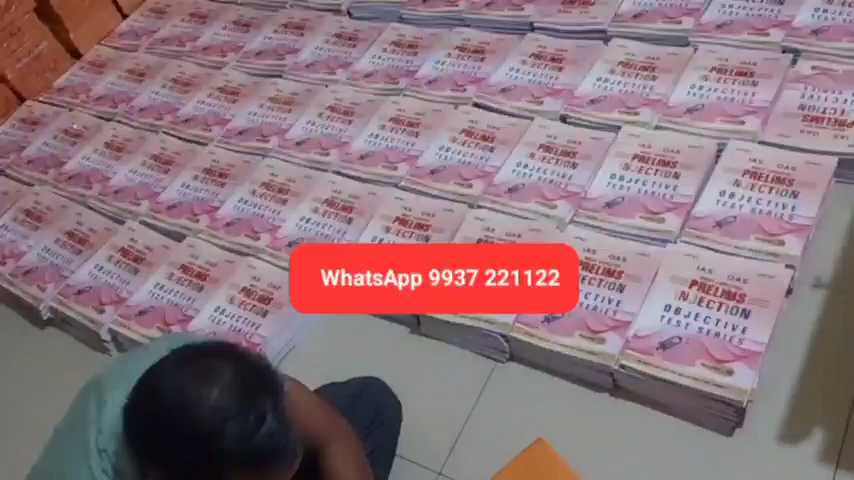 IAS OAS
PRELIMS
INJECTION
OBJECTIVE
TEST SERIES
WhatsApp 9937 221122